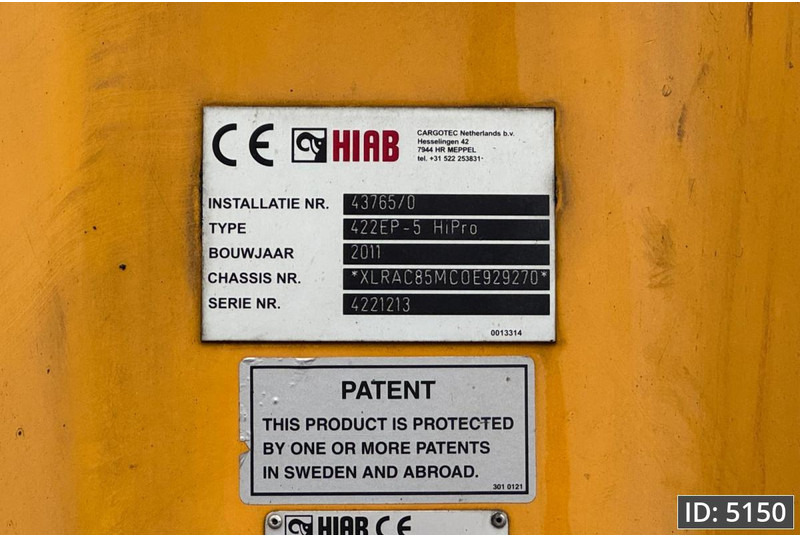 CE HIAB
CARGOTEC Netherlands b.v.
Hesselingen 42
7944 HR MEPPEL
tel. +31 522 253831
INSTALLATIE NR. 43765/0
TYPE 422EP-5 HiPro
BOUWJAAR 2011
CHASSIS NR. *XLRAC85MC0E929270*
SERIE NR. 4221213
0013314
PATENT
THIS PRODUCT IS PROTECTED
BY ONE OR MORE PATENTS
IN SWEDEN AND ABROAD.
301 0121
HIAB CE
ID: 5150